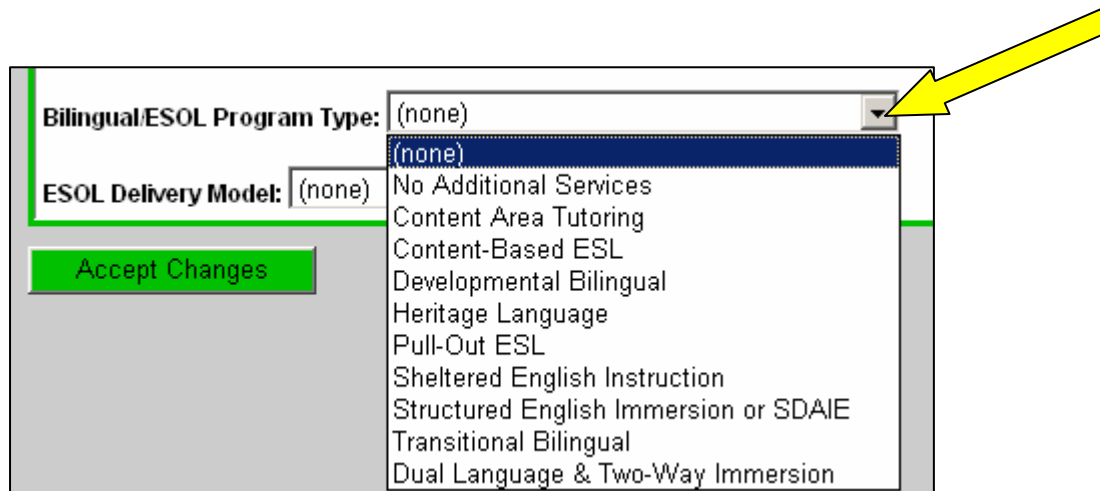 Bilingual/ESOL Program Type: (none)
(none)
No Additional Services
ESOL Delivery Model: (none)
Content Area Tutoring
Content-Based ESL
Accept Changes
Developmental Bilingual
Heritage Language
Pull-Out ESL
Sheltered English Instruction
Structured English Immersion or SDAIE
Transitional Bilingual
Dual Language & Two-Way Immersion